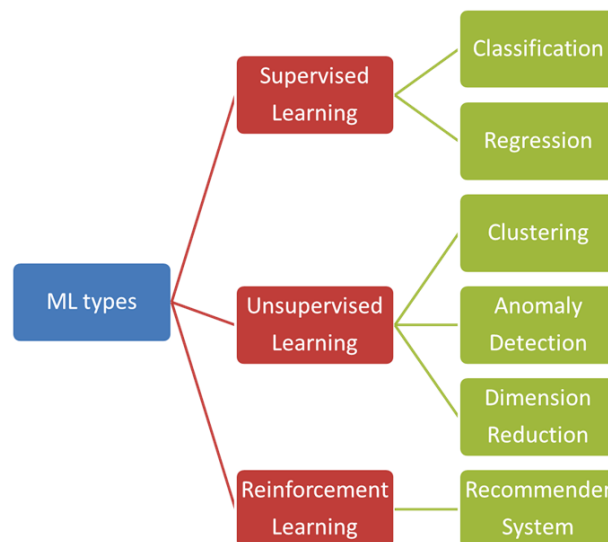 ML types
Supervised
Learning
Classification
Regression
Unsupervised
Learning
Clustering
Anomaly
Detection
Dimension
Reduction
Reinforcement
Learning
Recommender
System